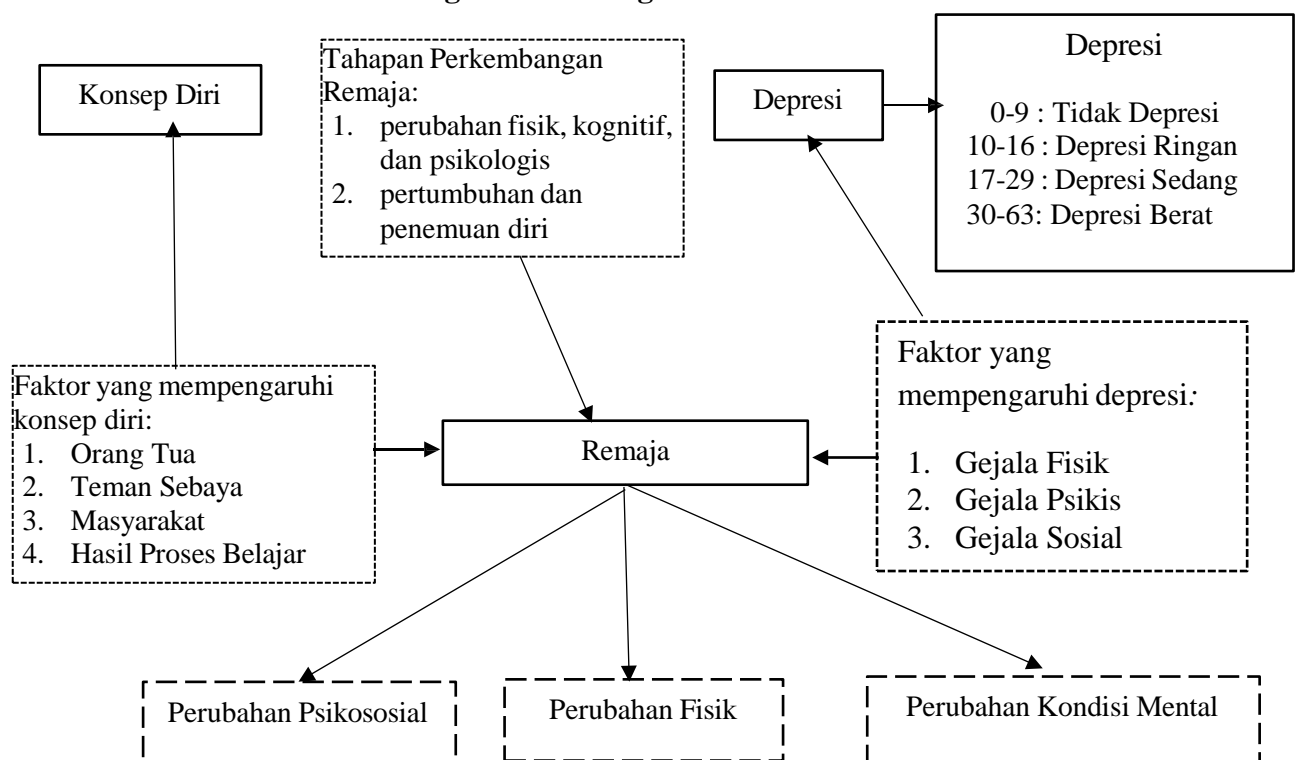 Konsep Diri
Tahapan Perkembangan
Remaja:
1. perubahan fisik, kognitif,
dan psikologis
2. pertumbuhan dan
penemuan diri
Depresi
Depresi
0-9 : Tidak Depresi
10-16 : Depresi Ringan
17-29 : Depresi Sedang
30-63: Depresi Berat
Faktor yang mempengaruhi
konsep diri:
1. Orang Tua
2. Teman Sebaya
3. Masyarakat
4. Hasil Proses Belajar
Remaja
Faktor yang
mempengaruhi depresi:
1. Gejala Fisik
2. Gejala Psikis
3. Gejala Sosial
Perubahan Psikososial
Perubahan Fisik
Perubahan Kondisi Mental